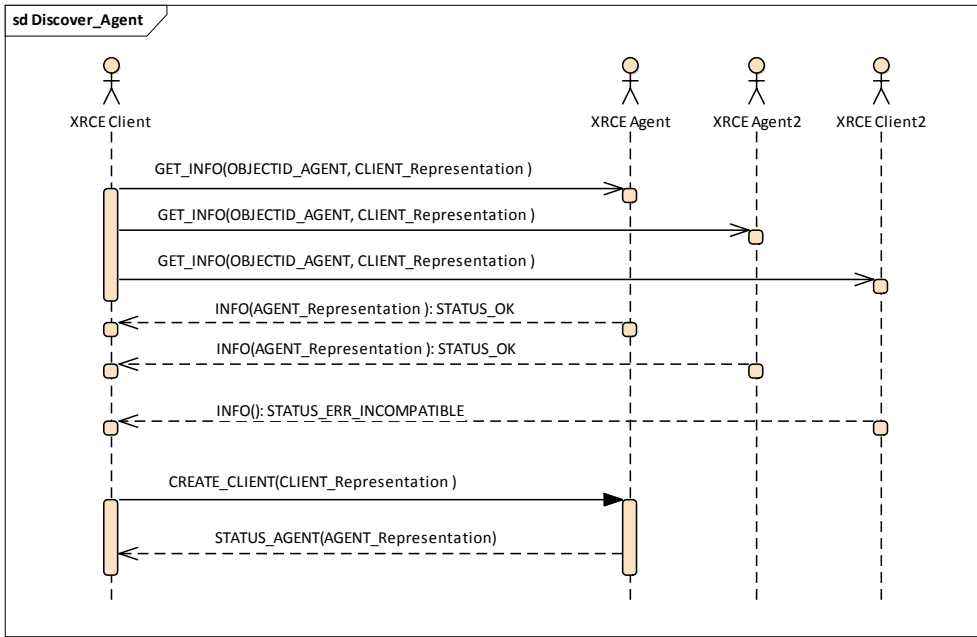 sd Discover_Agent
XRCE Client XRCE Agent XRCE Agent2 XRCE Client2
GET_INFO(OBJECTID_AGENT, CLIENT_Representation )
GET_INFO(OBJECTID_AGENT, CLIENT_Representation )
GET_INFO(OBJECTID_AGENT, CLIENT_Representation )
INFO(AGENT_Representation ): STATUS_OK
INFO(AGENT_Representation ): STATUS_OK
INFO(): STATUS_ERR_INCOMPATIBLE
CREATE_CLIENT(CLIENT_Representation )
STATUS_AGENT(AGENT_Representation)